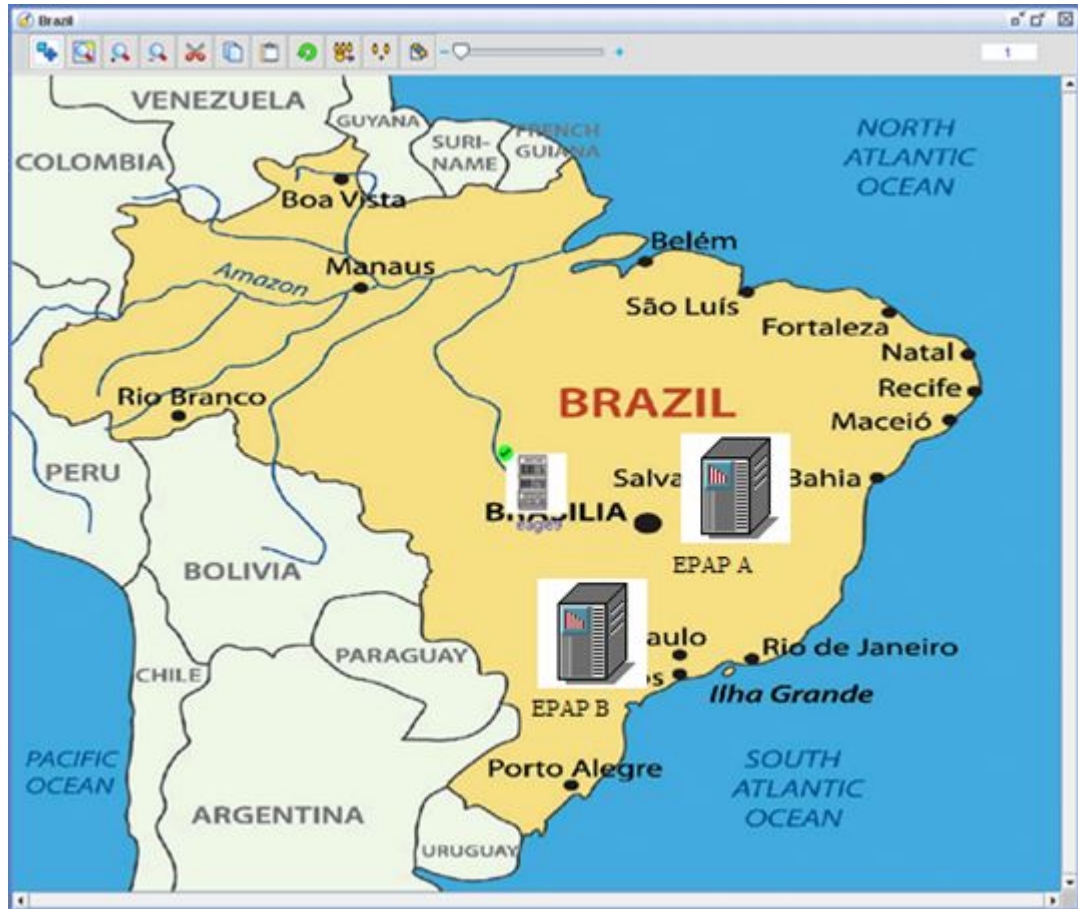 Brazil
1
VENEZUELA
GUYANA
COLOMBIA
SURI-
NAME
FRENCH
GUIANA
NORTH
ATLANTIC
OCEAN
Boa Vista
Belém
Amazon
Manaus
São Luís
Fortaleza
Natal
Rio Branco
BRAZIL
Recife
Maceió
PERU
Salva
Bahia
BRASILIA
eagle9
EPAP A
BOLIVIA
aulo
Rio de Janeiro
PARAGUAY
CHILE
os
Ilha Grande
EPAP B
PACIFIC
OCEAN
Porto Alegre
SOUTH
ATLANTIC
OCEAN
ARGENTINA
URUGUAY